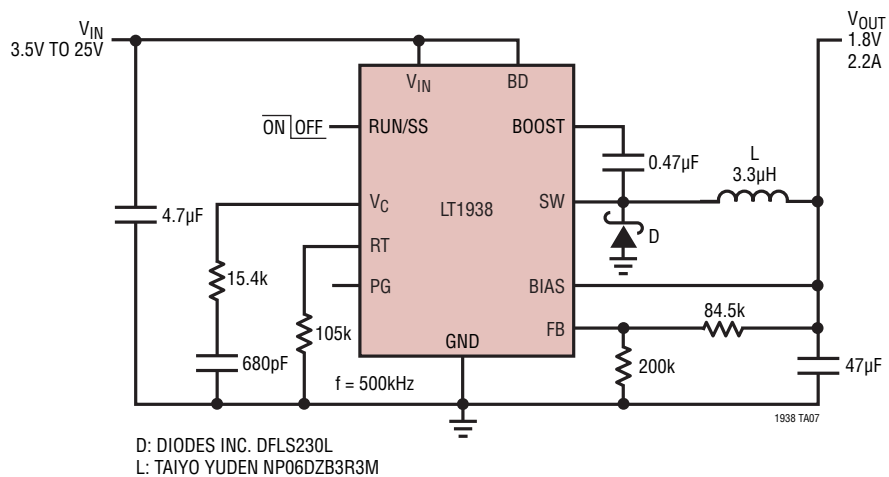 VIN
3.5V TO 25V
VOUT
1.8V
2.2A
VIN
BD
ON OFF
RUN/SS
BOOST
0.47µF
L
3.3µH
4.7µF
VC
LT1938
SW
D
RT
15.4k
PG
BIAS
84.5k
105k
FB
GND
680pF
200k
47µF
f = 500kHz
1938 TA07
D: DIODES INC. DFLS230L
L: TAIYO YUDEN NP06DZB3R3M